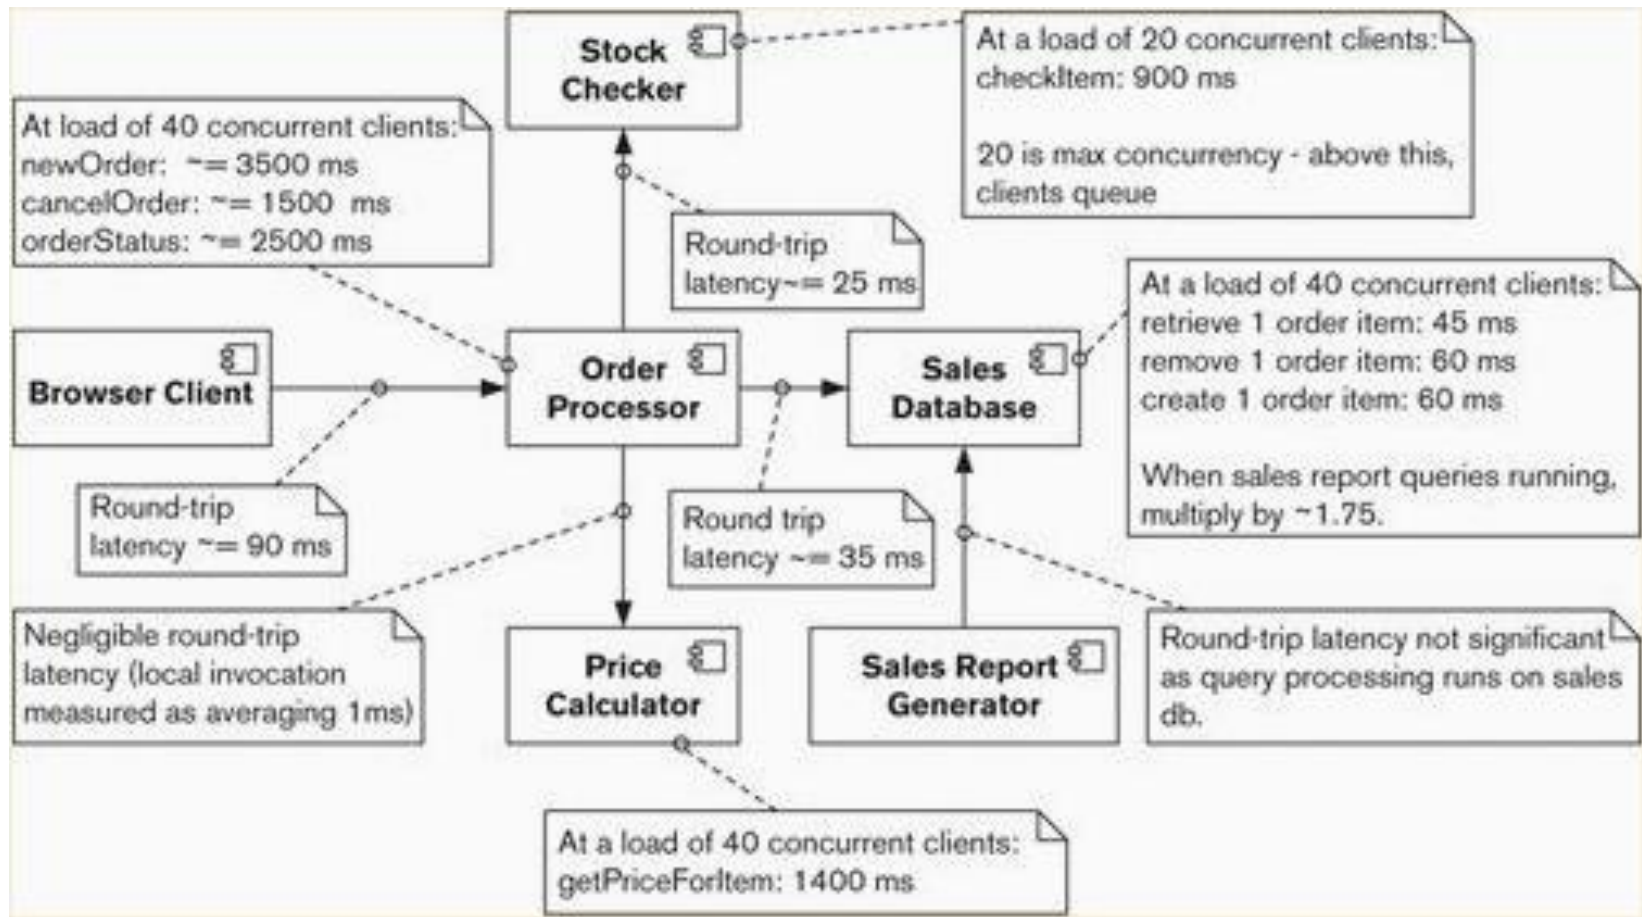 Stock
Checker
At a load of 20 concurrent clients:
checkItem: 900 ms
20 is max concurrency - above this,
clients queue
At load of 40 concurrent clients:
newOrder: ~= 3500 ms
cancelOrder: ~= 1500 ms
orderStatus: ~= 2500 ms
Round-trip
latency~= 25 ms
At a load of 40 concurrent clients:
retrieve 1 order item: 45 ms
remove 1 order item: 60 ms
create 1 order item: 60 ms
When sales report queries running,
multiply by ~1.75.
Browser Client
Order
Processor
Sales
Database
Round-trip
latency ~= 90 ms
Round trip
latency ~= 35 ms
Negligible round-trip
latency (local invocation
measured as averaging 1ms)
Price
Calculator
Sales Report
Generator
Round-trip latency not significant
as query processing runs on sales
db.
At a load of 40 concurrent clients:
getPriceForItem: 1400 ms